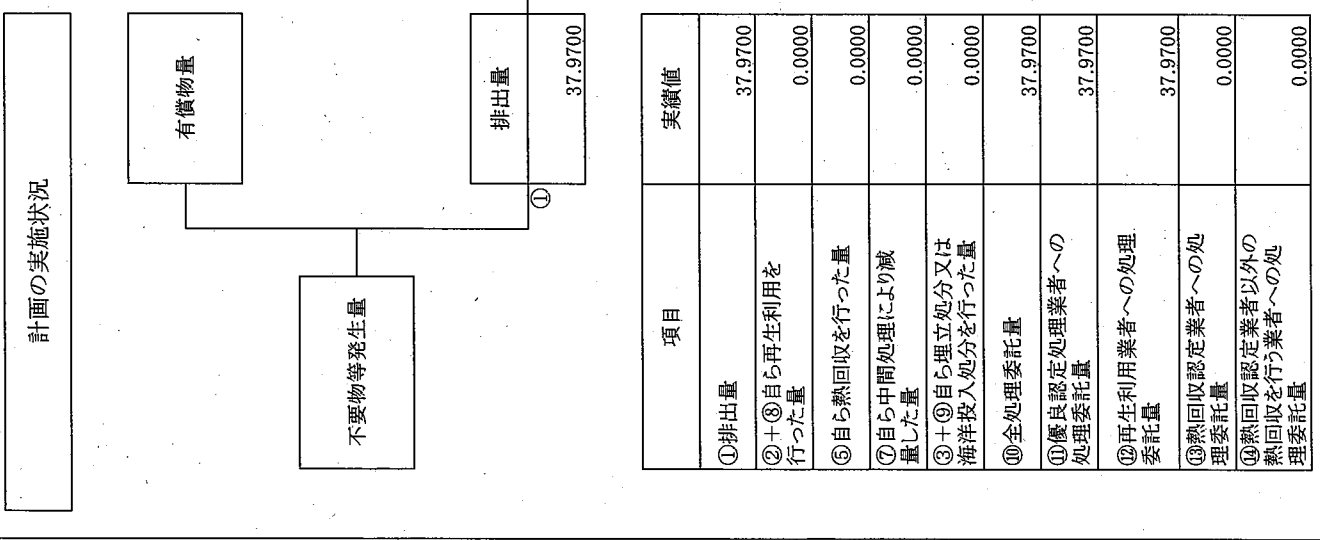 計画の実施状況
有償物量
不要物等発生量
排出量
37.9700
①
項目 実績値
①排出量 37.9700
②+⑧自ら再生利用を
行った量 0.0000
⑤自ら熱回収を行った量 0.0000
⑦自ら中間処理により減
量した量 0.0000
③+⑨自ら埋立処分又は
海洋投入処分を行った量 0.0000
⑩全処理委託量 37.9700
⑪優良認定処理業者への
処理委託量 37.9700
⑫再生利用業者への処理
委託量 37.9700
⑬熱回収認定業者への処
理委託量 0.0000
⑭熱回収認定業者以外の
熱回収を行う業者への処
理委託量 0.0000